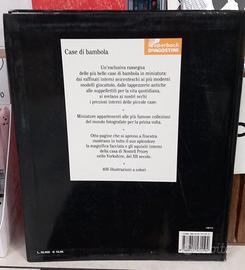 paperback
DEAGOSTINI
Case di bambola
Un'esclusiva rassegna
delle più belle case di bambola in miniatura:
dai raffinati interni seicenteschi ai più moderni
modelli giocattolo, dalle tappezzerie antiche
alle suppellettili per la vita quotidiana,
si svelano ai nostri occhi
i preziosi interni delle piccole case.
Miniature appartenenti alle più famose collezioni
del mondo fotografate per la prima volta.
Otto pagine che si aprono a finestra
mostrano in tutto il suo splendore
la magnifica facciata e gli squisiti interni
della casa di Nostell Priory
nello Yorkshire, del XII secolo.
400 illustrazioni a colori